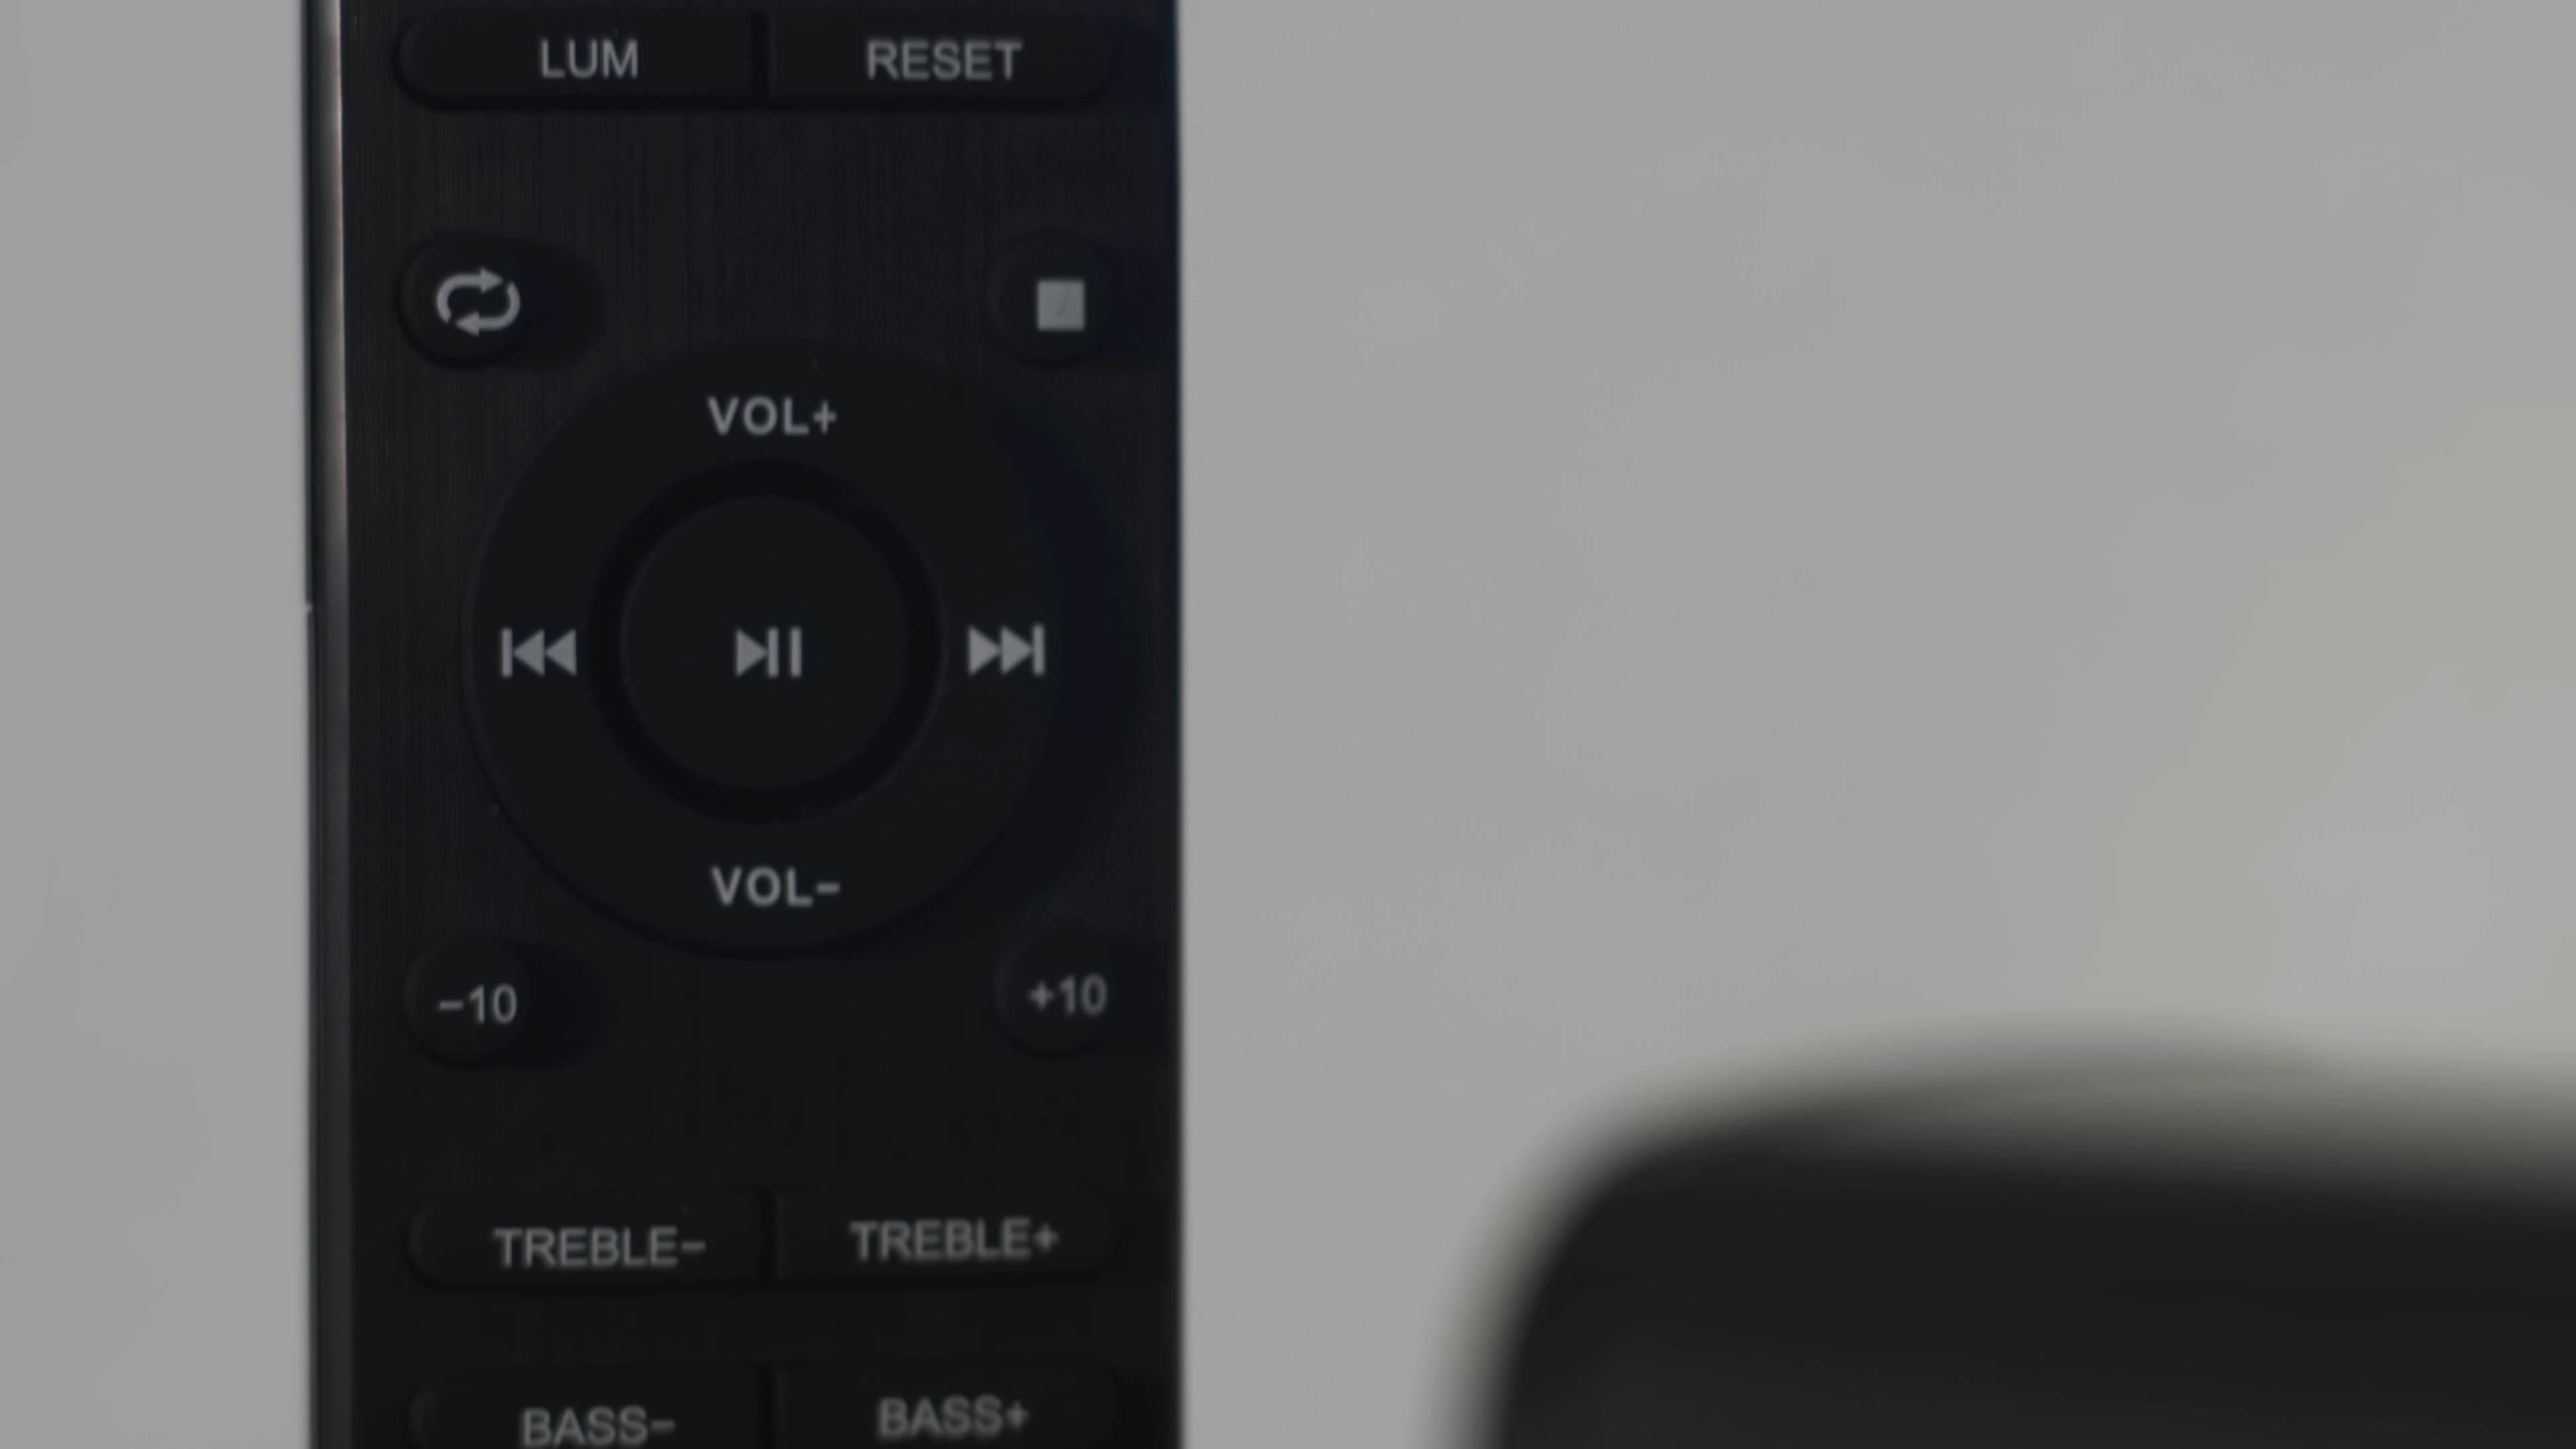 LUM RESET
VOL+
VOL-
-10 +10
TREBLE- TREBLE+
BASS- BASS+